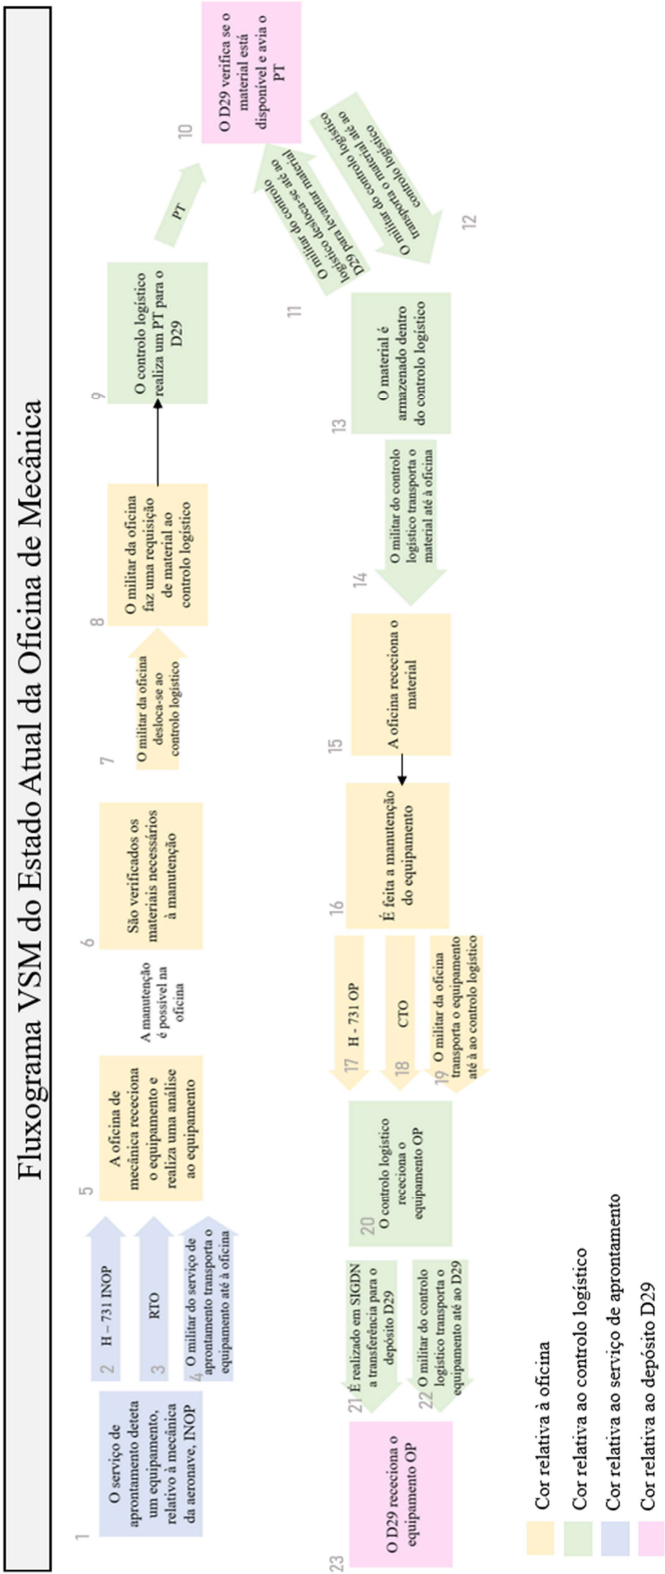 Fluxograma VSM do Estado Atual da Oficina de Mecânica
1
O serviço de
aprontamento deteta
um equipamento,
relativo à mecânica
da aeronave, INOP
2
H – 731 INOP
3
RTO
4
O militar do serviço de
aprontamento transporta o
equipamento até à oficina
5
A oficina de
mecânica receciona
o equipamento e
realiza uma análise
ao equipamento
A manutenção
é possível na
oficina
6
São verificados os
materiais necessários
à manutenção
7
O militar da oficina
desloca-se ao
controlo logístico
8
O militar da oficina
faz uma requisição
de material ao
controlo logístico
9
O controlo logístico
realiza um PT para o
D29
PT
10
O D29 verifica se o
material está
disponível e avia o
PT
11
O militar do controlo
logístico desloca-se até ao
D29 para levantar material
12
O militar do controlo logístico
transporta o material até ao
controlo logístico
13
O material é
armazenado dentro
do controlo logístico
14
O militar do controlo
logístico transporta o
material até à oficina
15
A oficina receciona o
material
16
É feita a manutenção
do equipamento
17
H - 731 OP
18
CTO
19
O militar da oficina
transporta o equipamento
até à ao controlo logístico
20
O controlo logístico
receciona o
equipamento OP
21
É realizado em SIGDN
a transferência para o
depósito D29
22
O militar do controlo
logístico transporta o
equipamento até ao D29
23
O D29 receciona o
equipamento OP
Cor relativa à oficina
Cor relativa ao controlo logístico
Cor relativa ao serviço de aprontamento
Cor relativa ao depósito D29